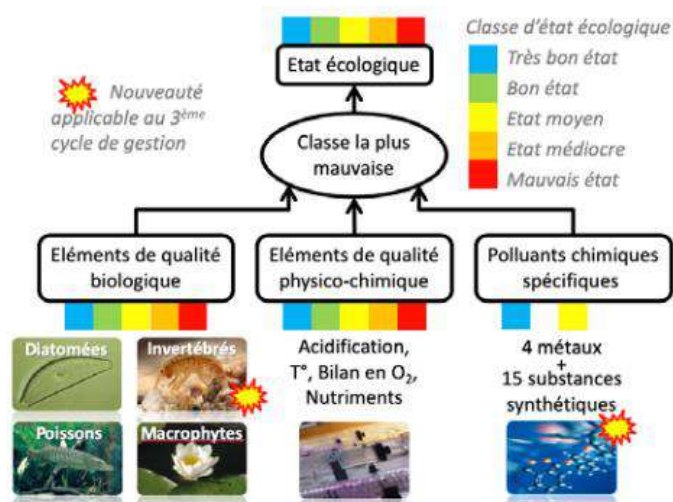 Classe d'état écologique
Etat écologique
Très bon état
Bon état
Etat moyen
Etat médiocre
Mauvais état
Nouveauté
applicable au 3ème
cycle de gestion
Classe la plus
mauvaise
Eléments de qualité
biologique
Eléments de qualité
physico-chimique
Polluants chimiques
spécifiques
Diatomées
Invertébrés
Poissons
Macrophytes
Acidification,
T°, Bilan en O₂,
Nutriments
4 métaux
+
15 substances
synthétiques